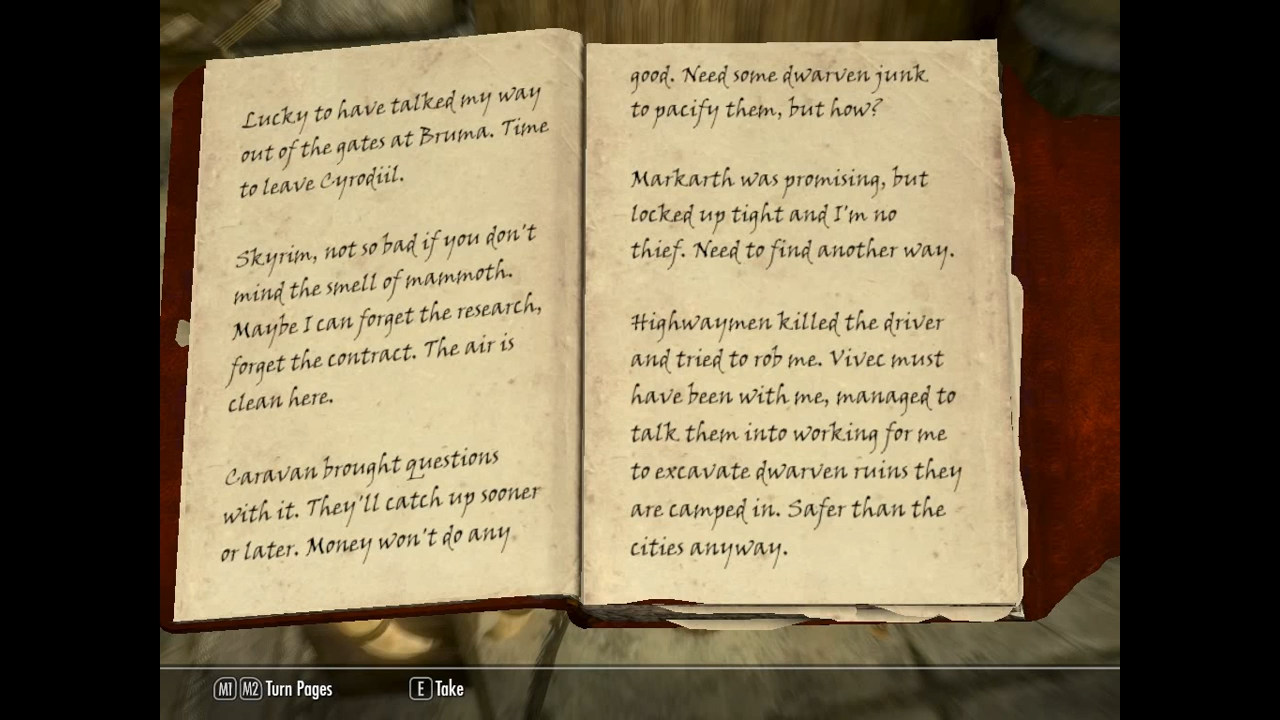 Lucky to have talked my way
out of the gates at Bruma. Time
to leave Cyrodiil.
Skyrim, not so bad if you don't
mind the smell of mammoth.
Maybe I can forget the research,
forget the contract. The air is
clean here.
Caravan brought questions
with it. They'll catch up sooner
or later. Money won't do any
good. Need some dwarven junk
to pacify them, but how?
Markarth was promising, but
locked up tight and I'm no
thief. Need to find another way.
Highwaymen killed the driver
and tried to rob me. Vivec must
have been with me, managed to
talk them into working for me
to excavate dwarven ruins they
are camped in. Safer than the
cities anyway.
M1 M2 Turn Pages E Take